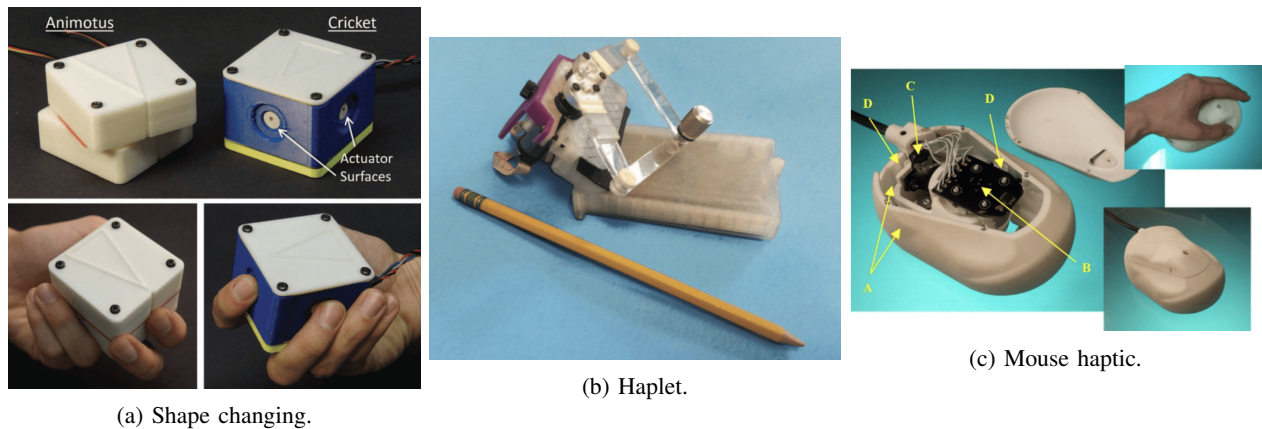 Animotus
Cricket
Actuator
Surfaces
(a) Shape changing.
(b) Haplet.
D
C
D
B
A
(c) Mouse haptic.